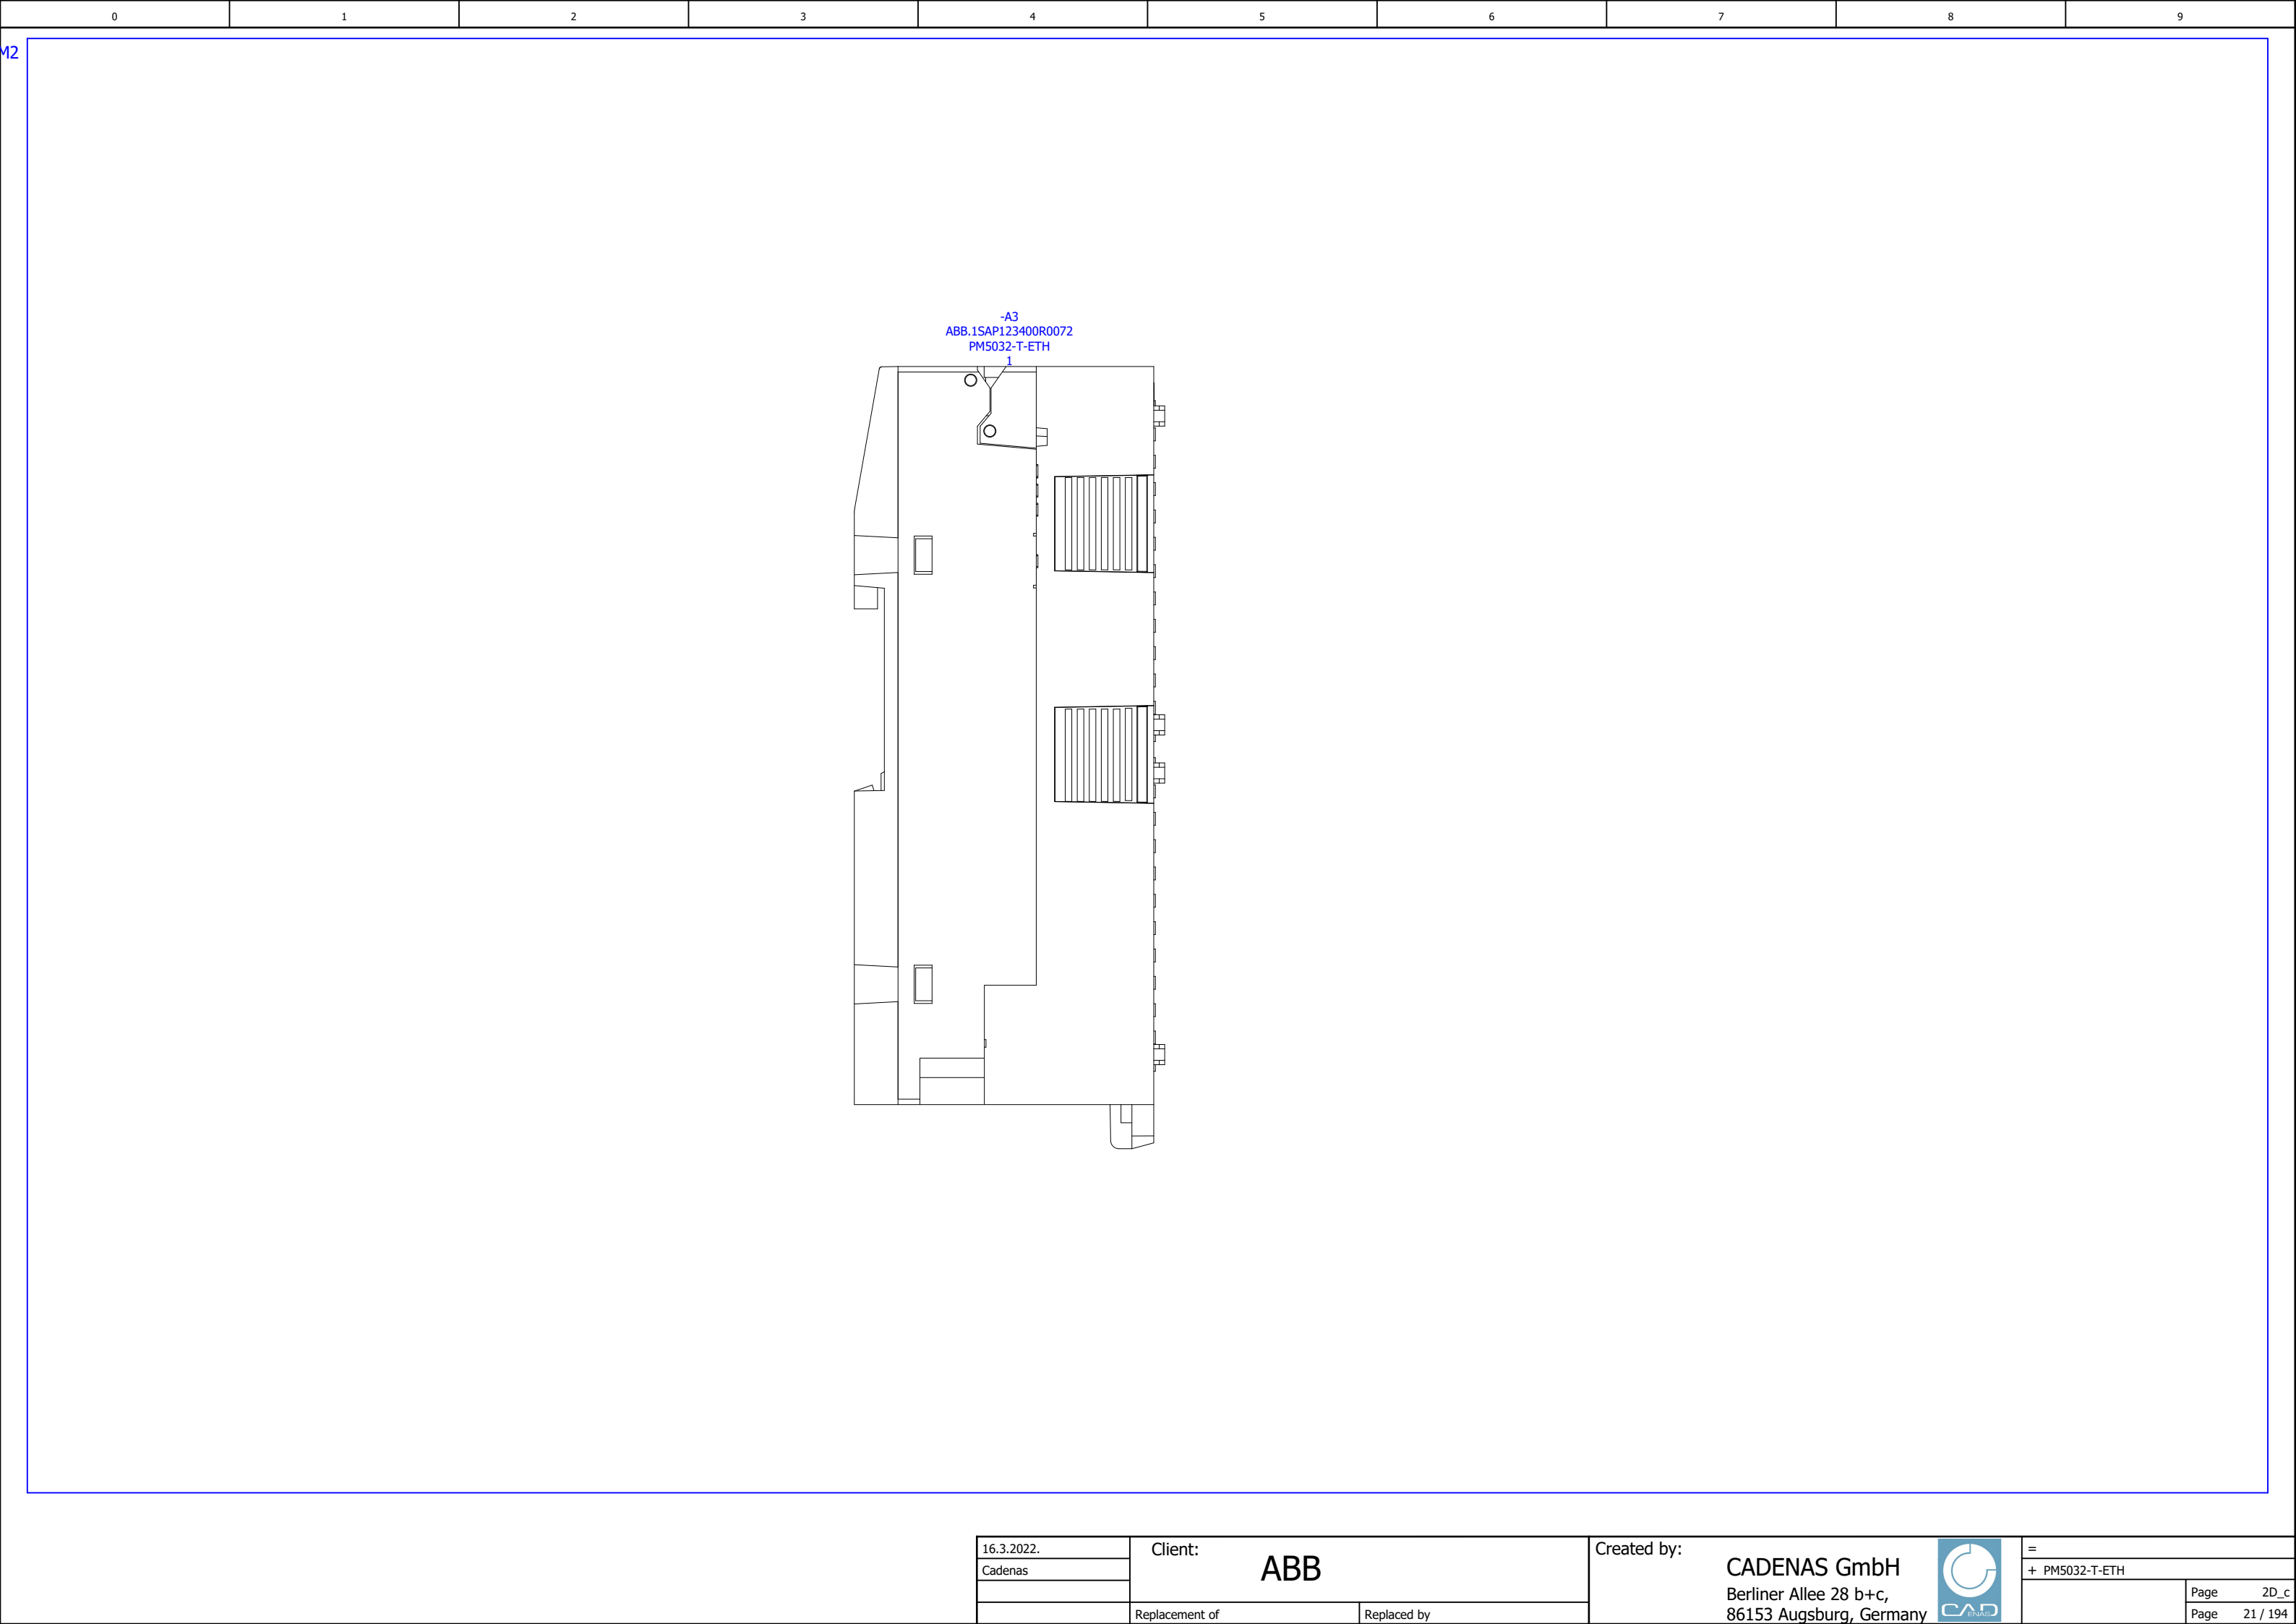 0 1 2 3 4 5 6 7 8 9
M2
-A3
ABB.1SAP123400R0072
PM5032-T-ETH
1
16.3.2022.
Cadenas
Client:
ABB
Replacement of
Replaced by
Created by:
CADENAS GmbH
Berliner Allee 28 b+c,
86153 Augsburg, Germany
CADENAS
=
+ PM5032-T-ETH
Page 2D_c
Page 21 / 194